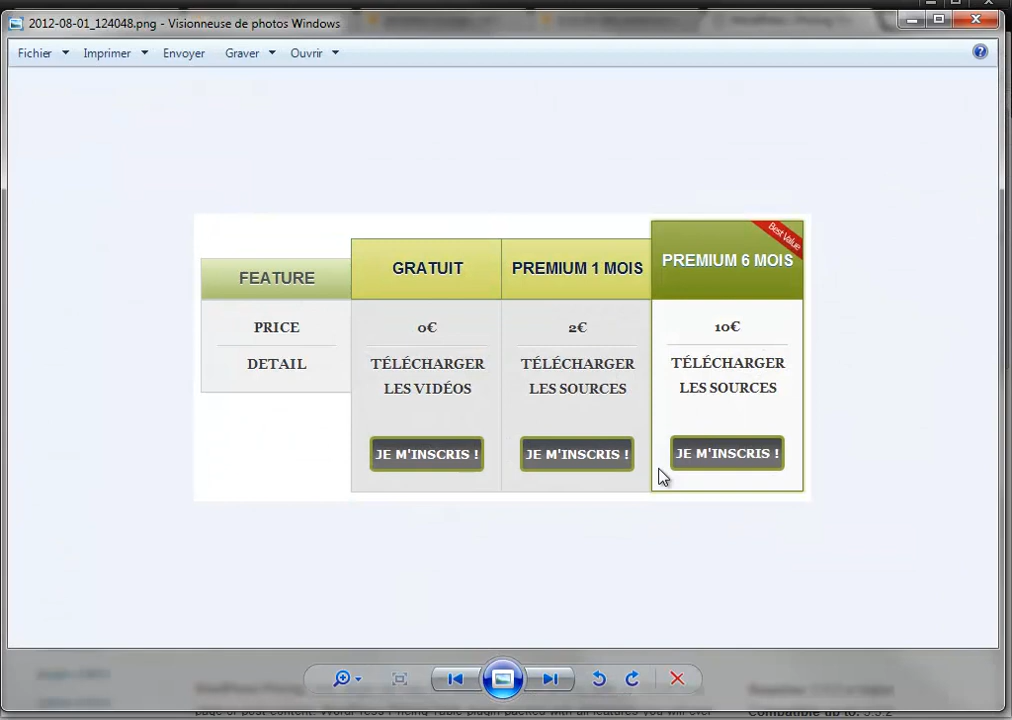 2012-08-01_124048.png - Visionneuse de photos Windows
Fichier Imprimer Envoyer Graver Ouvrir
Best Value
FEATURE GRATUIT PREMIUM 1 MOIS PREMIUM 6 MOIS
PRICE 0€ 2€ 10€
DETAIL TÉLÉCHARGER TÉLÉCHARGER TÉLÉCHARGER
LES VIDÉOS LES SOURCES LES SOURCES
JE M'INSCRIS ! JE M'INSCRIS ! JE M'INSCRIS !